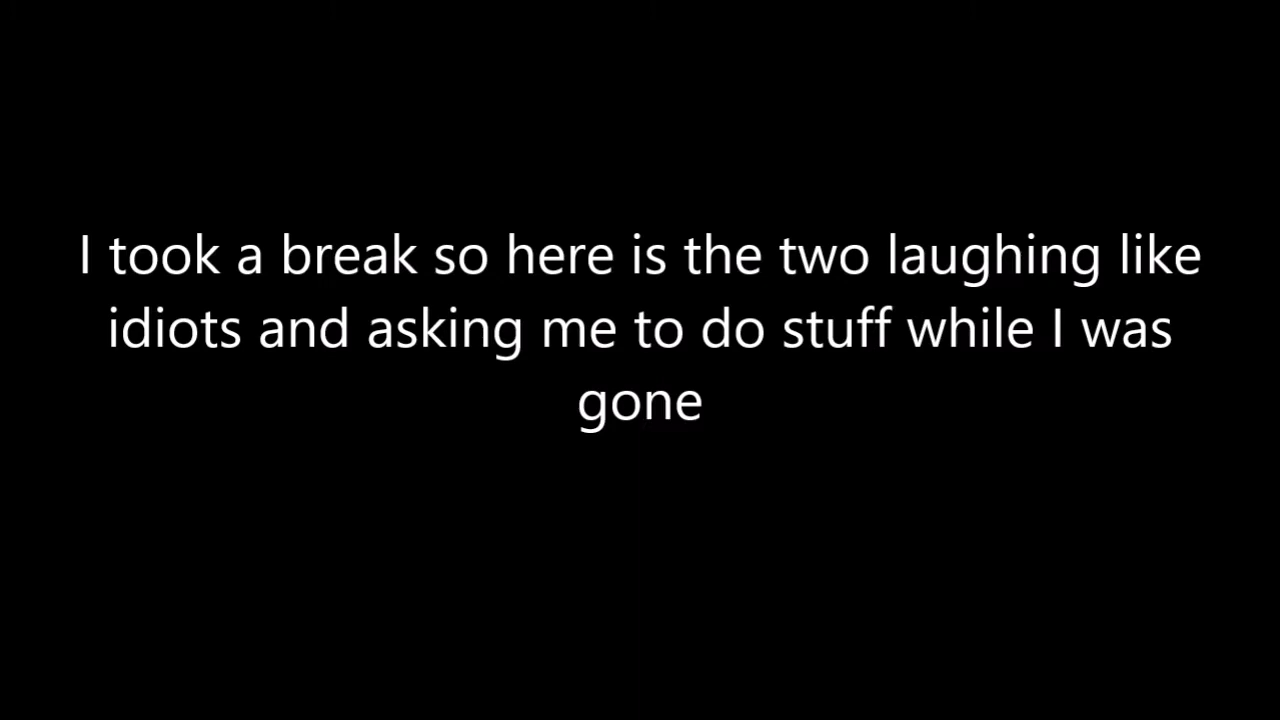 I took a break so here is the two laughing like
idiots and asking me to do stuff while I was
gone